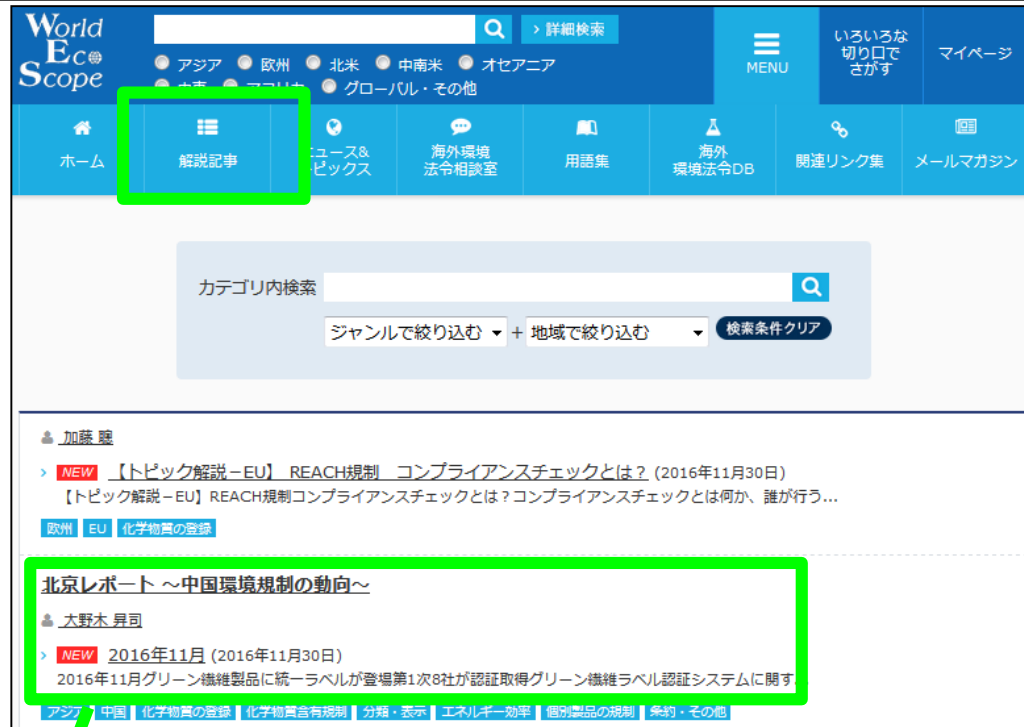 World Eco Scope
詳細検索
アジア 欧州 北米 中南米 オセアニア
グローバル・その他
MENU
いろいろな
切り口で
さがす
マイページ
ホーム
解説記事
ュース&
ピックス
海外環境
法令相談室
用語集
海外
環境法令DB
関連リンク集
メールマガジン
カテゴリ内検索
ジャンルで絞り込む + 地域で絞り込む 検索条件クリア
加藤 聰
NEW 【トピック解説－EU】 REACH規制 コンプライアンスチェックとは？ (2016年11月30日)
【トピック解説－EU】REACH規制コンプライアンスチェックとは？コンプライアンスチェックとは何か、誰が行う...
欧州 EU 化学物質の登録
北京レポート ～中国環境規制の動向～
大野木 昇司
NEW 2016年11月 (2016年11月30日)
2016年11月グリーン繊維製品に統一ラベルが登場第1次8社が認証取得グリーン繊維ラベル認証システムに関す
アジア 中国 化学物質の登録 化学物質含有規制 分類・表示 エネルギー効率 個別製品の規制 条約・その他